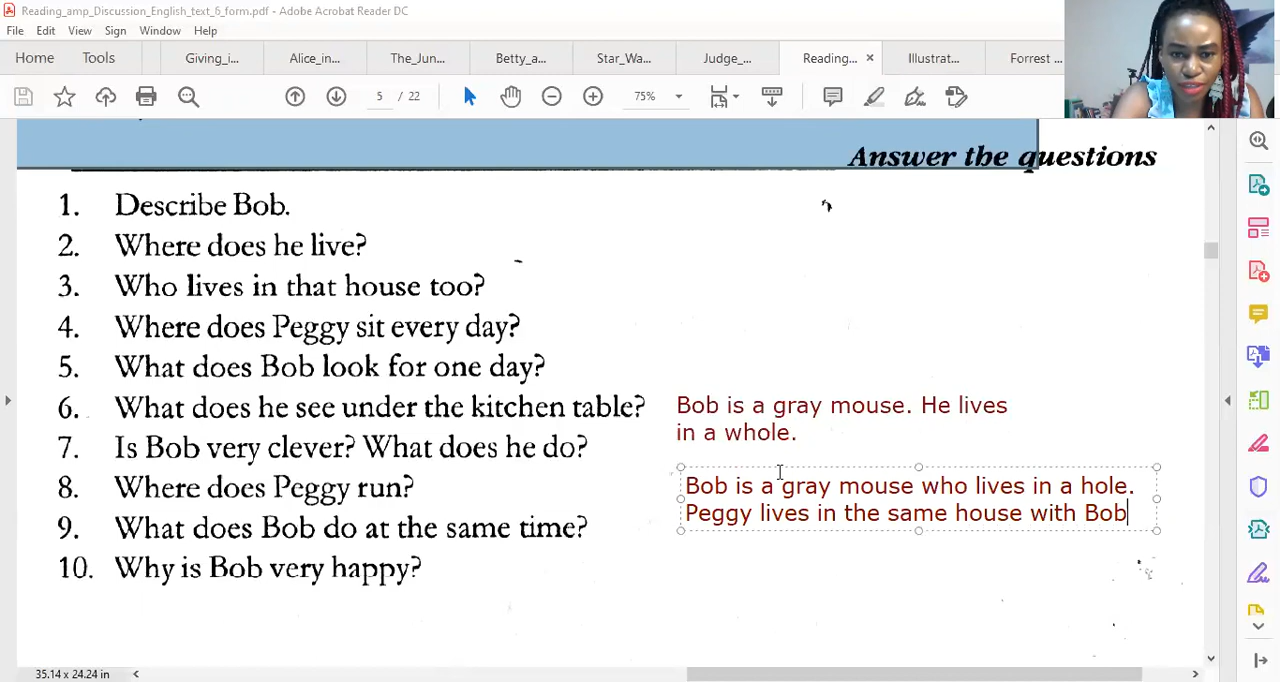 Reading_amp_Discussion_English_text_6_form.pdf - Adobe Acrobat Reader DC
File Edit View Sign Window Help
Home Tools Giving_i... Alice_in... The_Jun... Betty_a... Star_Wa... Judge_... Reading... × Illustrat... Forrest ...
5 / 22 75%
Answer the questions
1. Describe Bob.
2. Where does he live?
3. Who lives in that house too?
4. Where does Peggy sit every day?
5. What does Bob look for one day?
6. What does he see under the kitchen table?
7. Is Bob very clever? What does he do?
8. Where does Peggy run?
9. What does Bob do at the same time?
10. Why is Bob very happy?
Bob is a gray mouse. He lives
in a whole.
Bob is a gray mouse who lives in a hole.
Peggy lives in the same house with Bob
35.14 x 24.24 in